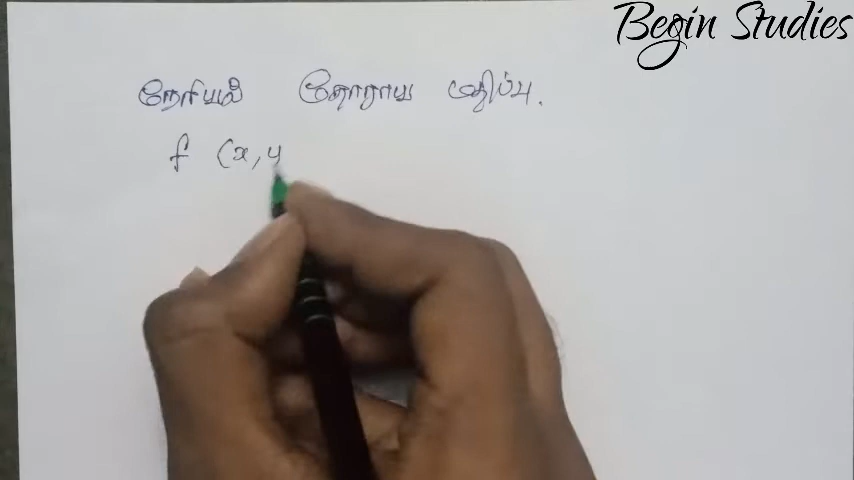 Begin Studies
நேரியல் தோராய மதிப்பு.
f (x, y